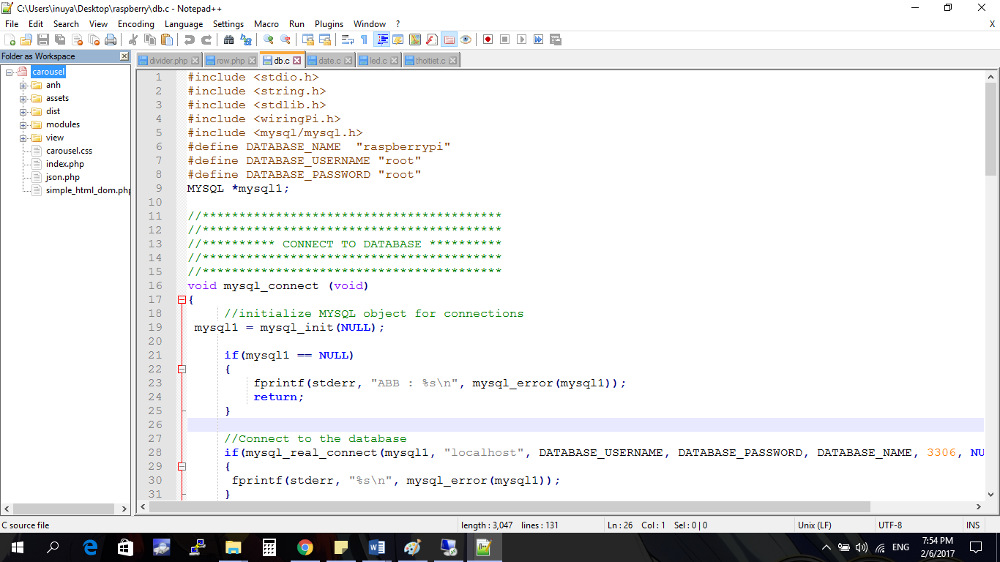 C:\Users\inuya\Desktop\raspberry\db.c - Notepad++
File Edit Search View Encoding Language Settings Macro Run Plugins Window ? X
Folder as Workspace
carousel
anh
assets
dist
modules
view
carousel.css
index.php
json.php
simple_html_dom.php
divider.php row.php db.c date.c led.c thoitiet.c
1 #include <stdio.h>
2 #include <string.h>
3 #include <stdlib.h>
4 #include <wiringPi.h>
5 #include <mysql/mysql.h>
6 #define DATABASE_NAME  "raspberrypi"
7 #define DATABASE_USERNAME "root"
8 #define DATABASE_PASSWORD "root"
9 MYSQL *mysql1;
10
11 //*****************************************
12 //*****************************************
13 //********** CONNECT TO DATABASE **********
14 //*****************************************
15 //*****************************************
16 void mysql_connect (void)
17 {
18      //initialize MYSQL object for connections
19  mysql1 = mysql_init(NULL);
20
21      if(mysql1 == NULL)
22      {
23          fprintf(stderr, "ABB : %s\n", mysql_error(mysql1));
24          return;
25      }
26
27      //Connect to the database
28      if(mysql_real_connect(mysql1, "localhost", DATABASE_USERNAME, DATABASE_PASSWORD, DATABASE_NAME, 3306, NU
29      {
30       fprintf(stderr, "%s\n", mysql_error(mysql1));
31      }
C source file length : 3,047 lines : 131 Ln : 26 Col : 1 Sel : 0 | 0 Unix (LF) UTF-8 INS
ENG
7:54 PM
2/6/2017